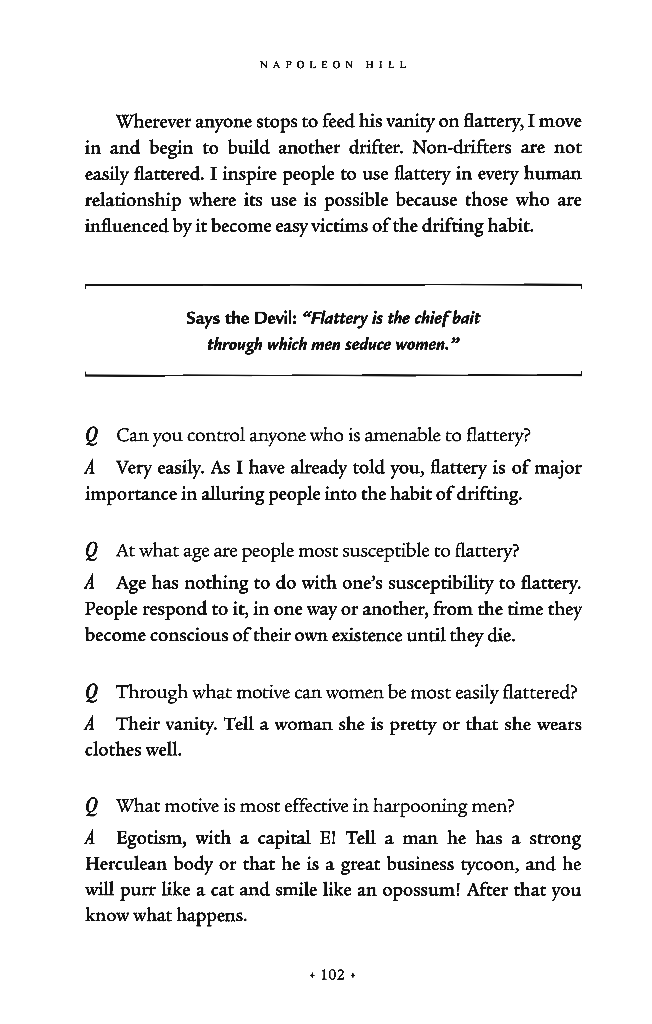 NAPOLEON HILL
Wherever anyone stops to feed his vanity on flattery, I move
in and begin to build another drifter. Non-drifters are not
easily flattered. I inspire people to use flattery in every human
relationship where its use is possible because those who are
influenced by it become easy victims of the drifting habit.
Says the Devil: "Flattery is the chief bait
through which men seduce women."
Q Can you control anyone who is amenable to flattery?
A Very easily. As I have already told you, flattery is of major
importance in alluring people into the habit of drifting.
Q At what age are people most susceptible to flattery?
A Age has nothing to do with one's susceptibility to flattery.
People respond to it, in one way or another, from the time they
become conscious of their own existence until they die.
Q Through what motive can women be most easily flattered?
A Their vanity. Tell a woman she is pretty or that she wears
clothes well.
Q What motive is most effective in harpooning men?
A Egotism, with a capital E! Tell a man he has a strong
Herculean body or that he is a great business tycoon, and he
will purr like a cat and smile like an opossum! After that you
know what happens.
• 102 •